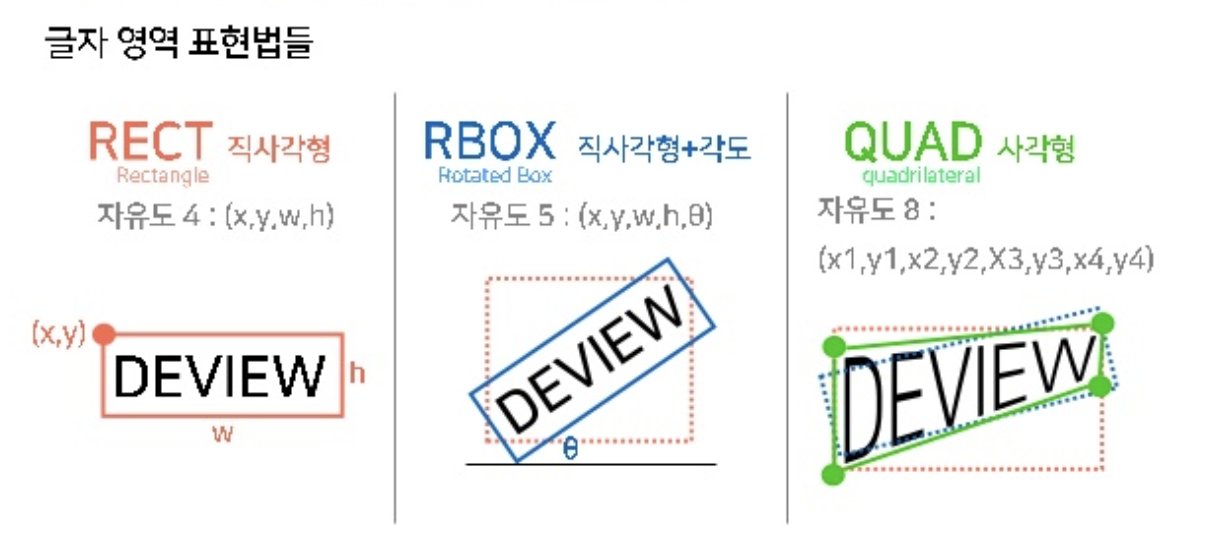 글자 영역 표현법들
RECT 직사각형
Rectangle
자유도 4 : (x,y,w,h)
(x,y)
DEVIEW
h
w
RBOX 직사각형+각도
Rotated Box
자유도 5 : (x,y,w,h,θ)
DEVIEW
θ
QUAD 사각형
quadrilateral
자유도 8 :
(x1,y1,x2,y2,X3,y3,x4,y4)
DEVIEW